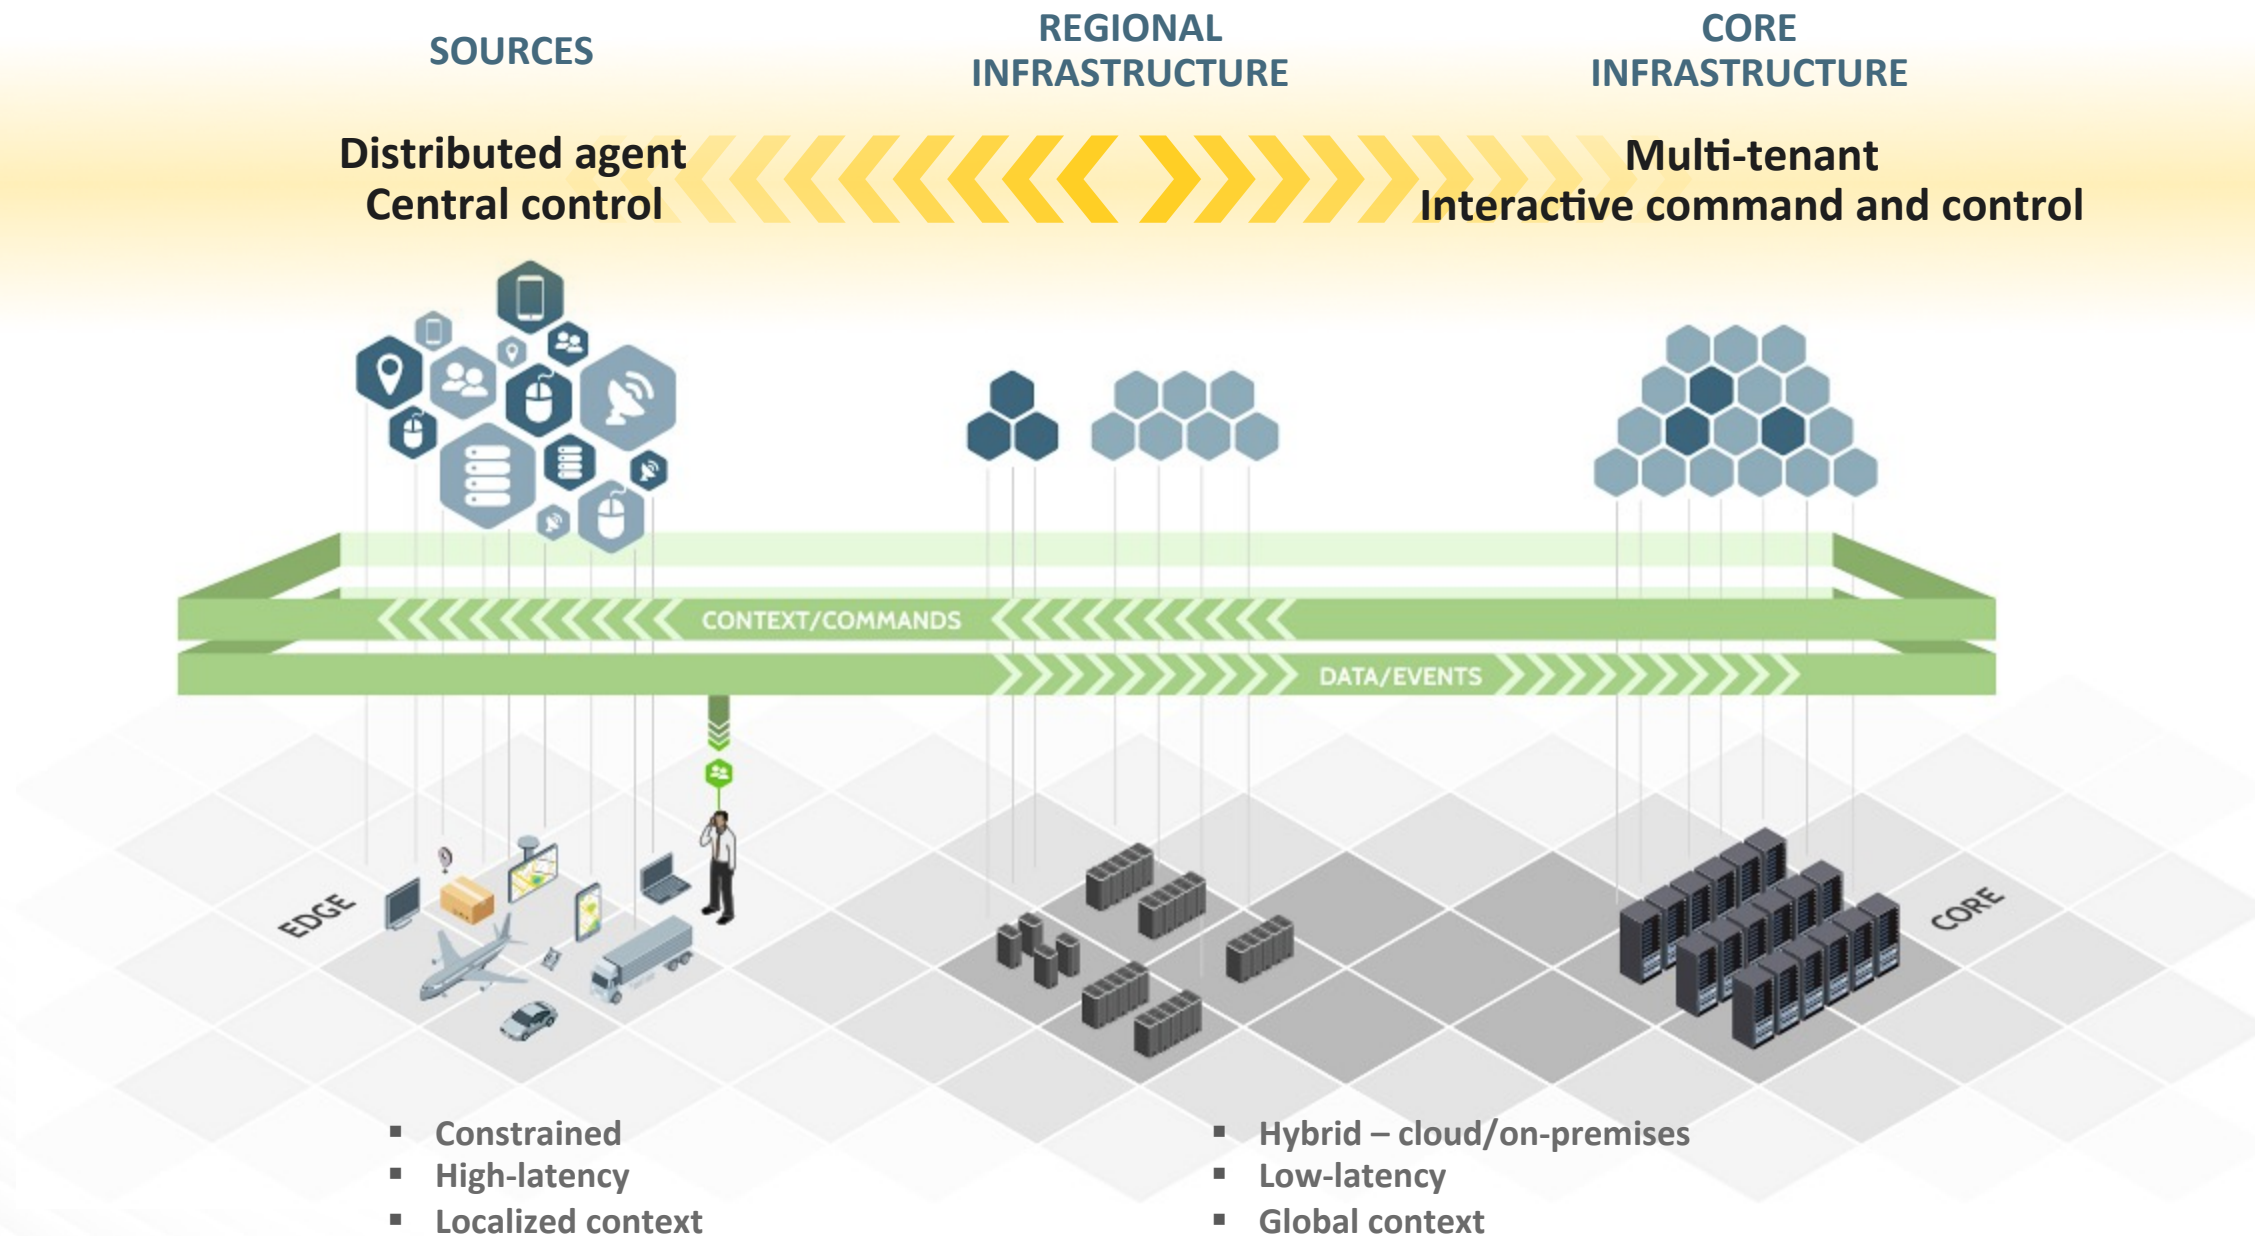 SOURCES
REGIONAL
INFRASTRUCTURE
CORE
INFRASTRUCTURE
Distributed agent
Central control
Multi-tenant
Interactive command and control
CONTEXT/COMMANDS
DATA/EVENTS
EDGE
CORE
▪ Constrained
▪ High-latency
▪ Localized context
▪ Hybrid – cloud/on-premises
▪ Low-latency
▪ Global context